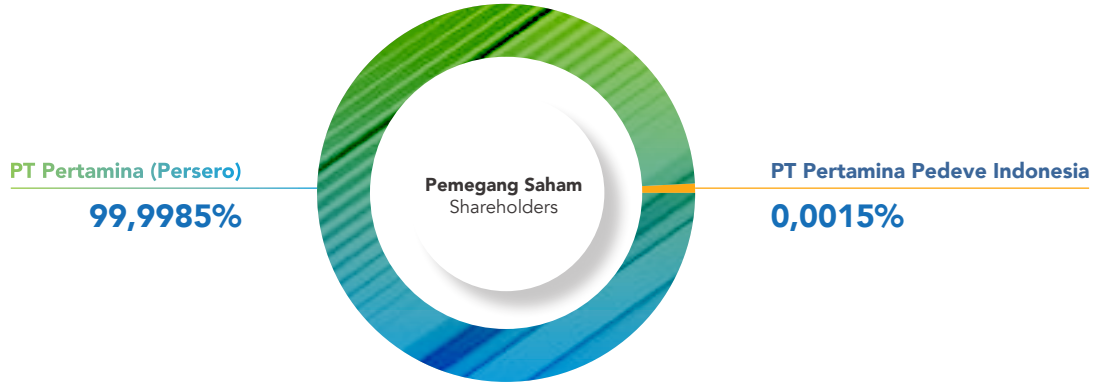 PT Pertamina (Persero)
99,9985%
Pemegang Saham
Shareholders
PT Pertamina Pedeve Indonesia
0,0015%